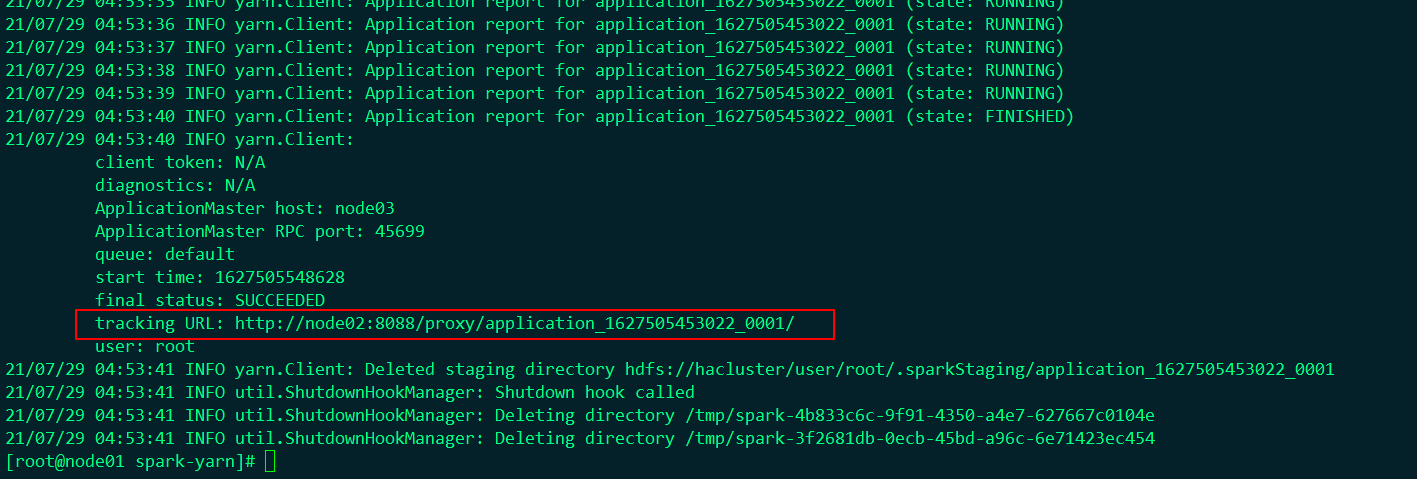 21/07/29 04:53:35 INFO yarn.Client: Application report for application_1627505453022_0001 (state: RUNNING)
21/07/29 04:53:36 INFO yarn.Client: Application report for application_1627505453022_0001 (state: RUNNING)
21/07/29 04:53:37 INFO yarn.Client: Application report for application_1627505453022_0001 (state: RUNNING)
21/07/29 04:53:38 INFO yarn.Client: Application report for application_1627505453022_0001 (state: RUNNING)
21/07/29 04:53:39 INFO yarn.Client: Application report for application_1627505453022_0001 (state: RUNNING)
21/07/29 04:53:40 INFO yarn.Client: Application report for application_1627505453022_0001 (state: FINISHED)
21/07/29 04:53:40 INFO yarn.Client:
client token: N/A
diagnostics: N/A
ApplicationMaster host: node03
ApplicationMaster RPC port: 45699
queue: default
start time: 1627505548628
final status: SUCCEEDED
tracking URL: http://node02:8088/proxy/application_1627505453022_0001/
user: root
21/07/29 04:53:41 INFO yarn.Client: Deleted staging directory hdfs://hacluster/user/root/.sparkStaging/application_1627505453022_0001
21/07/29 04:53:41 INFO util.ShutdownHookManager: Shutdown hook called
21/07/29 04:53:41 INFO util.ShutdownHookManager: Deleting directory /tmp/spark-4b833c6c-9f91-4350-a4e7-627667c0104e
21/07/29 04:53:41 INFO util.ShutdownHookManager: Deleting directory /tmp/spark-3f2681db-0ecb-45bd-a96c-6e71423ec454
[root@node01 spark-yarn]#